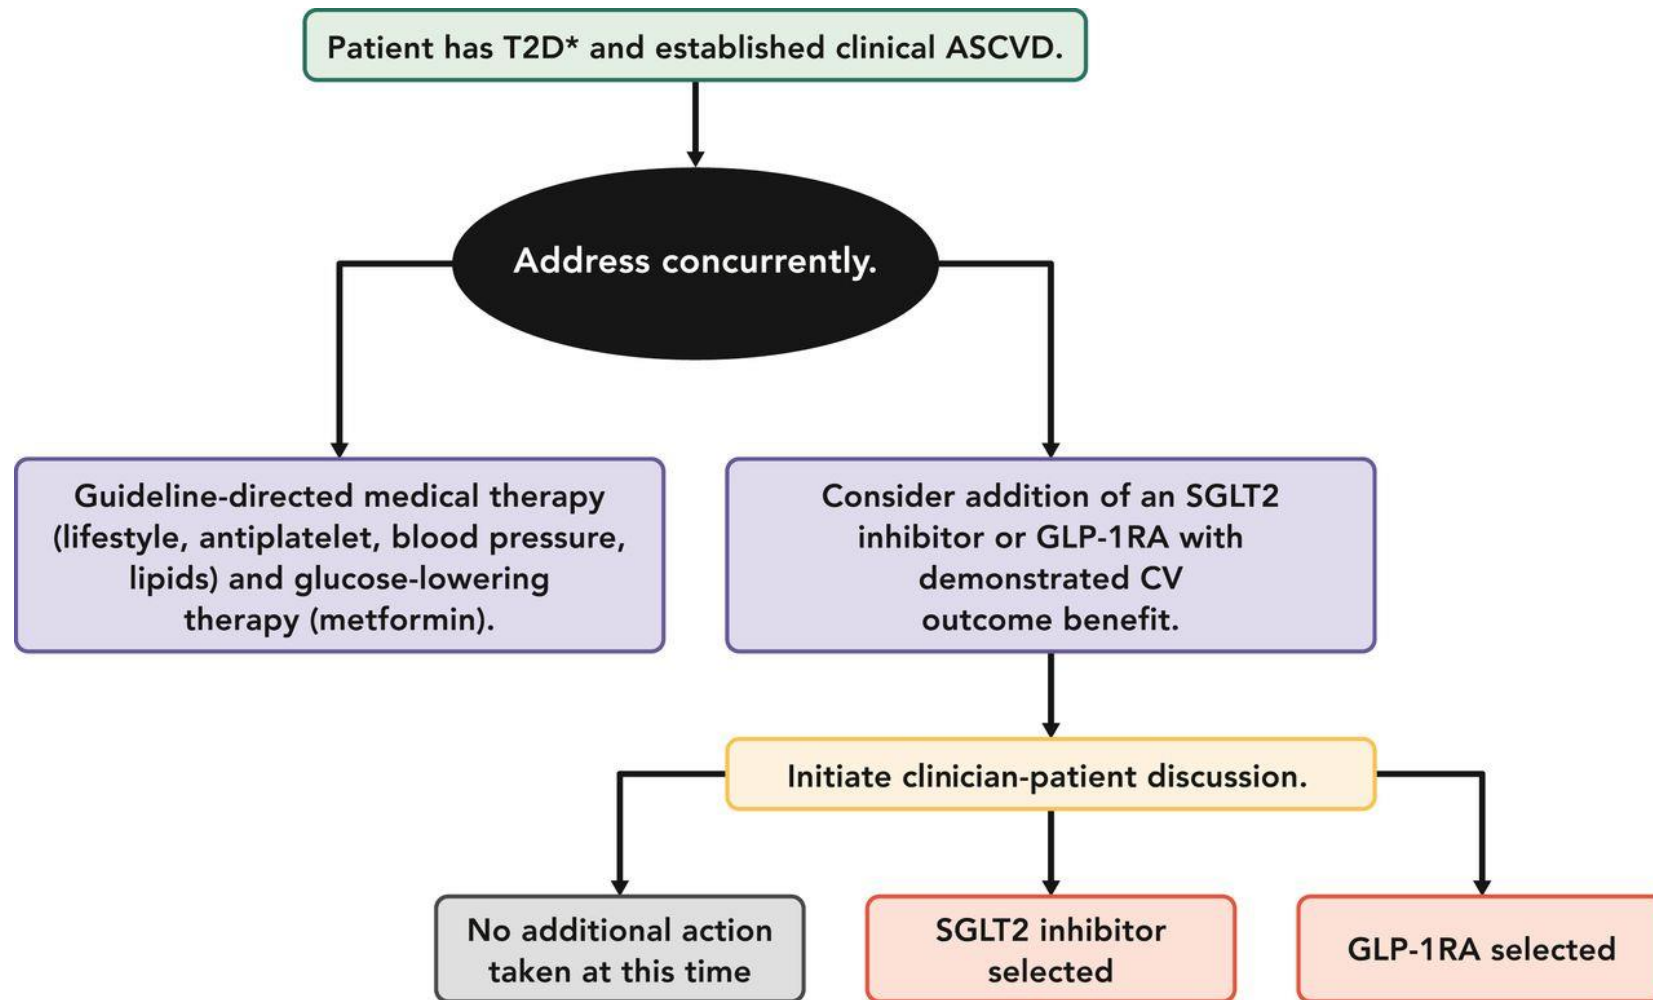 Patient has T2D* and established clinical ASCVD.
Address concurrently.
Guideline-directed medical therapy
(lifestyle, antiplatelet, blood pressure,
lipids) and glucose-lowering
therapy (metformin).
Consider addition of an SGLT2
inhibitor or GLP-1RA with
demonstrated CV
outcome benefit.
Initiate clinician-patient discussion.
No additional action
taken at this time
SGLT2 inhibitor
selected
GLP-1RA selected